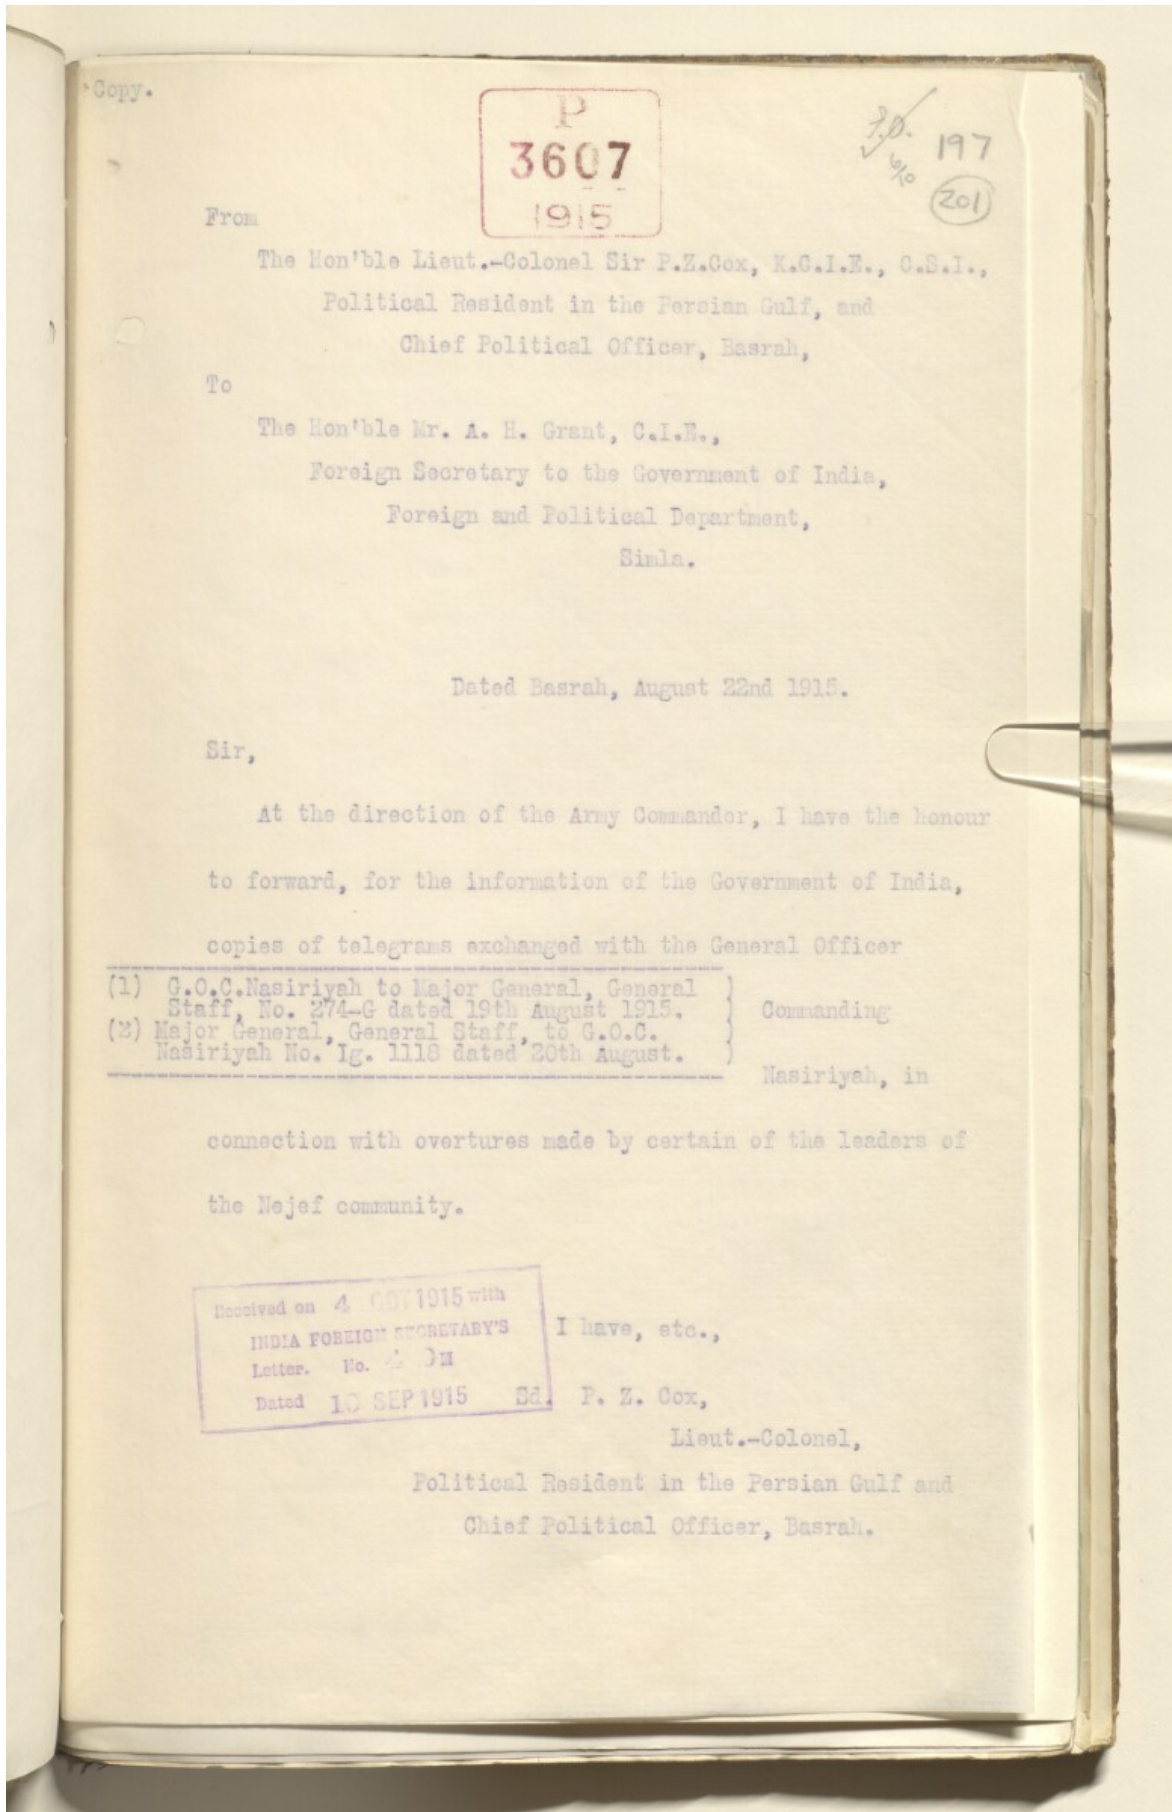 Copy.
P
3607
1915
197
201
From
The Hon'ble Lieut.-Colonel Sir P.Z.Cox, K.C.I.E., C.S.I.,
Political Resident in the Persian Gulf, and
Chief Political Officer, Basrah,
To
The Hon'ble Mr. A. H. Grant, C.I.E.,
Foreign Secretary to the Government of India,
Foreign and Political Department,
Simla.
Dated Basrah, August 22nd 1915.
Sir,
At the direction of the Army Commander, I have the honour
to forward, for the information of the Government of India,
copies of telegrams exchanged with the General Officer
(1) G.O.C.Nasiriyah to Major General, General
Staff, No. 274-G dated 19th August 1915.
(2) Major General, General Staff, to G.O.C.
Nasiriyah No. Ig. 1118 dated 20th August.
Commanding
Nasiriyah, in
connection with overtures made by certain of the leaders of
the Nejef community.
Received on 4 OCT 1915 with
INDIA FOREIGN SECRETARY'S
Letter. No.
Dated 10 SEP 1915
I have, etc.,
Sd. P. Z. Cox,
Lieut.-Colonel,
Political Resident in the Persian Gulf and
Chief Political Officer, Basrah.